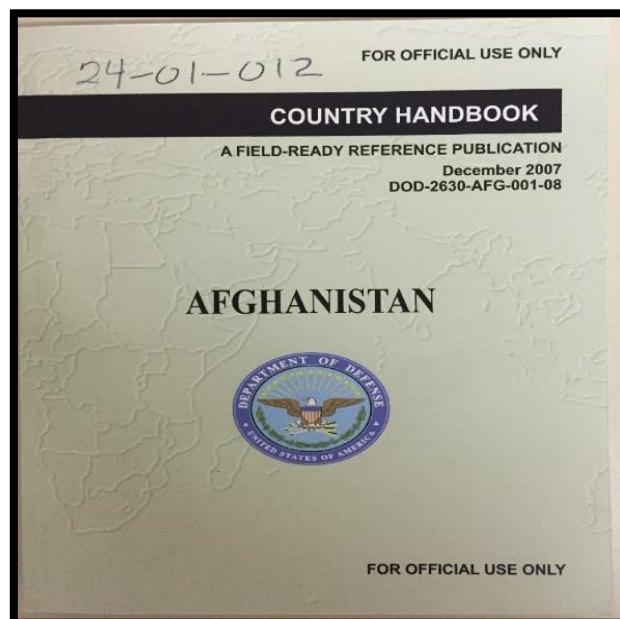 24-01-012
FOR OFFICIAL USE ONLY
COUNTRY HANDBOOK
A FIELD-READY REFERENCE PUBLICATION
December 2007
DOD-2630-AFG-001-08
AFGHANISTAN
DEPARTMENT OF DEFENSE
UNITED STATES OF AMERICA
FOR OFFICIAL USE ONLY